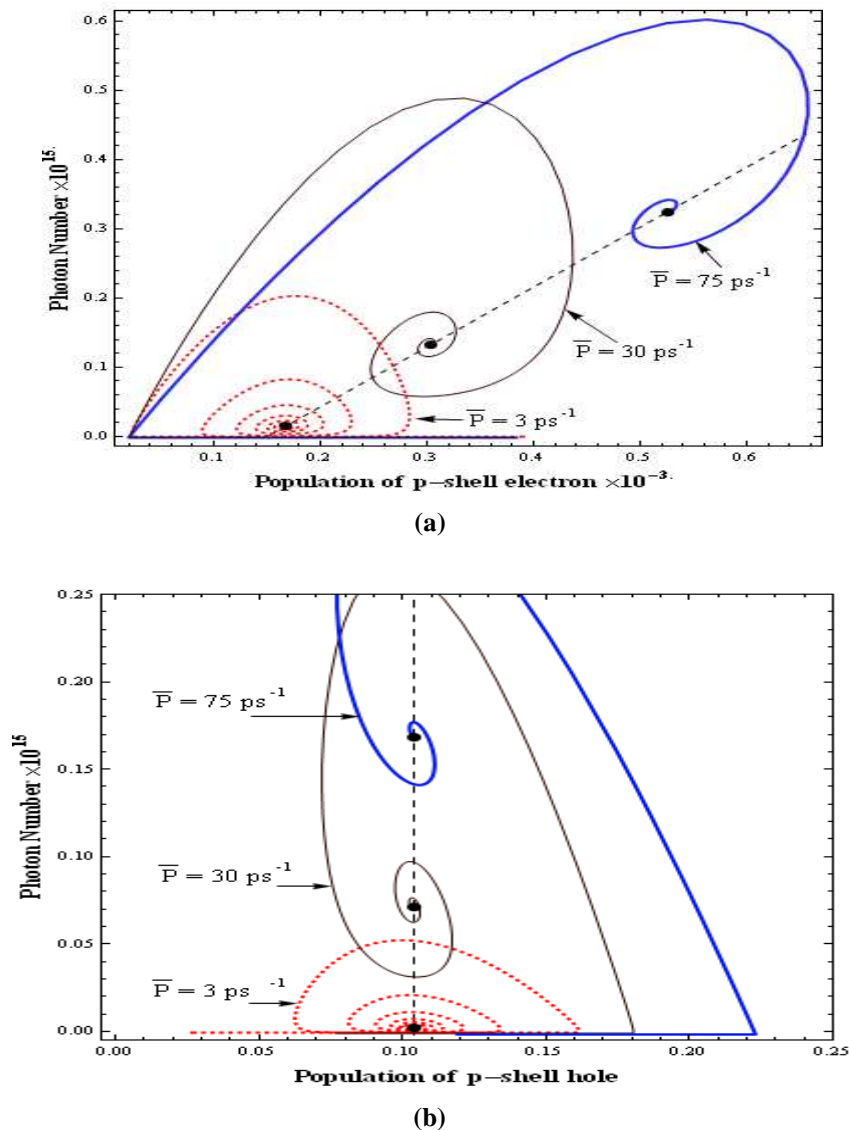 0.6
0.5
0.4
0.3
0.2
0.1
0.0
Photon Number ×10^15.
P̅ = 75 ps^-1
P̅ = 30 ps^-1
P̅ = 3 ps^-1
0.1 0.2 0.3 0.4 0.5 0.6
Population of p−shell electron ×10^−3.
(a)
0.25
0.20
0.15
0.10
0.05
0.00
Photon Number ×10^15
P̅ = 75 ps^-1
P̅ = 30 ps^-1
P̅ = 3 ps^-1
0.00 0.05 0.10 0.15 0.20 0.25
Population of p−shell hole
(b)